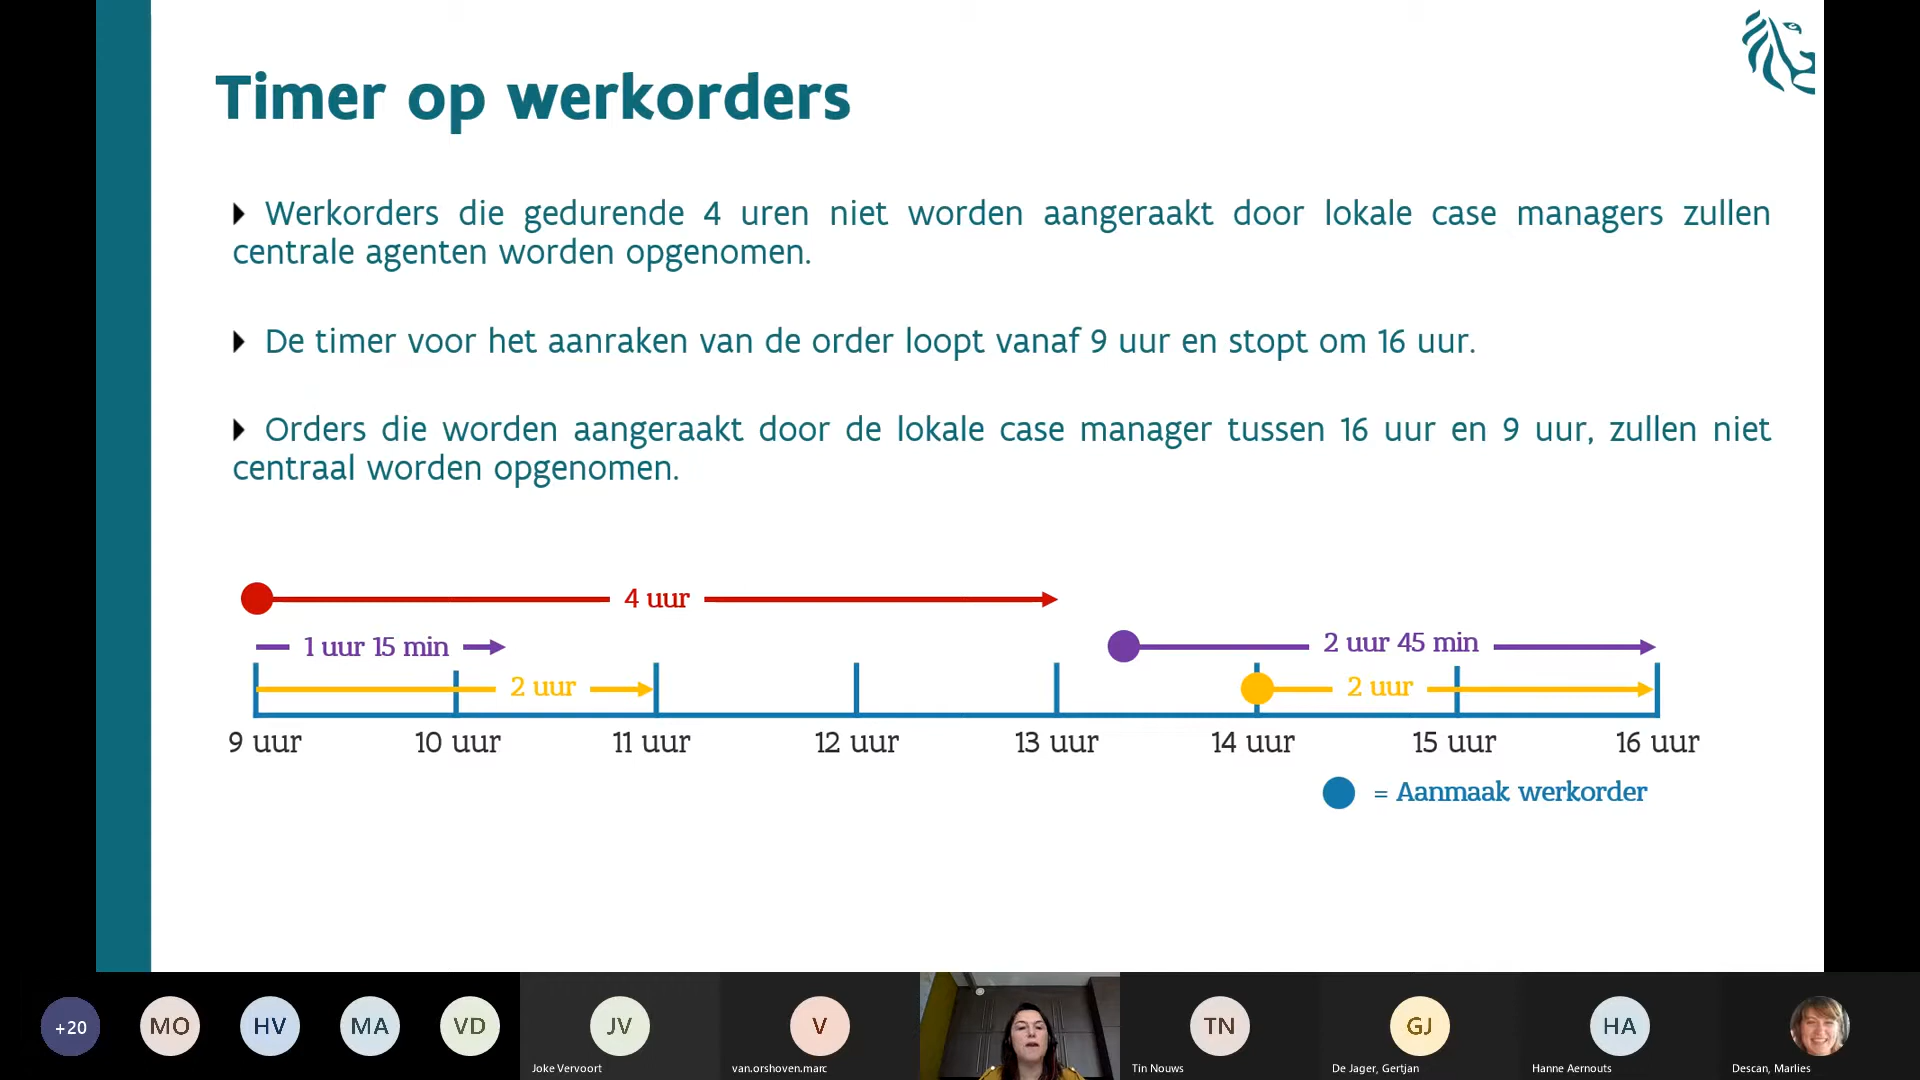 Timer op werkorders
Werkorders die gedurende 4 uren niet worden aangeraakt door lokale case managers zullen
centrale agenten worden opgenomen.
De timer voor het aanraken van de order loopt vanaf 9 uur en stopt om 16 uur.
Orders die worden aangeraakt door de lokale case manager tussen 16 uur en 9 uur, zullen niet
centraal worden opgenomen.
4 uur
1 uur 15 min
2 uur 45 min
2 uur
2 uur
9 uur 10 uur 11 uur 12 uur 13 uur 14 uur 15 uur 16 uur
= Aanmaak werkorder
+20 MO HV MA VD JV V TN GJ HA
Joke Vervoort van.orshoven.marc Tin Nouws De Jager, Gertjan Hanne Aernouts Descan, Marlies